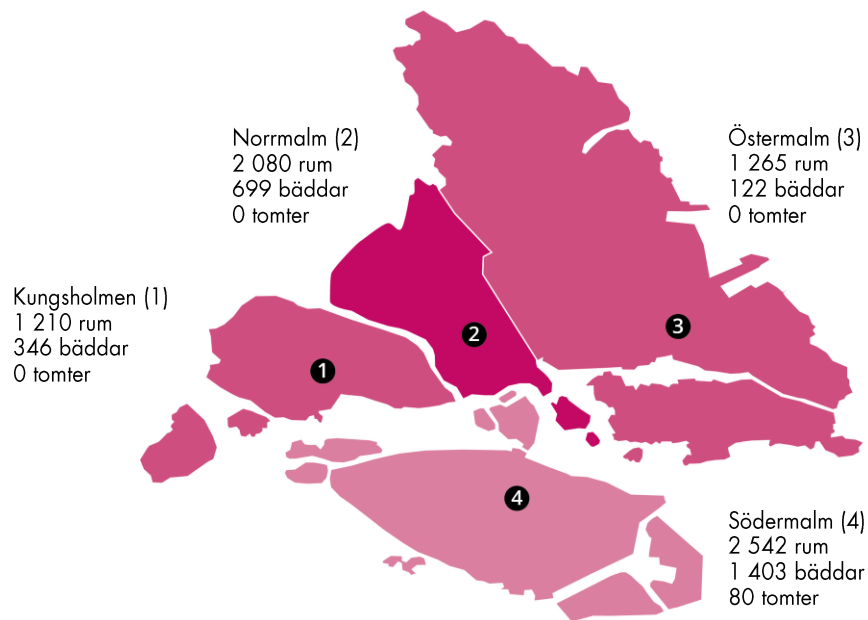 Norrmalm (2)
2 080 rum
699 bäddar
0 tomter
Östermalm (3)
1 265 rum
122 bäddar
0 tomter
Kungsholmen (1)
1 210 rum
346 bäddar
0 tomter
1
2
3
4
Södermalm (4)
2 542 rum
1 403 bäddar
80 tomter